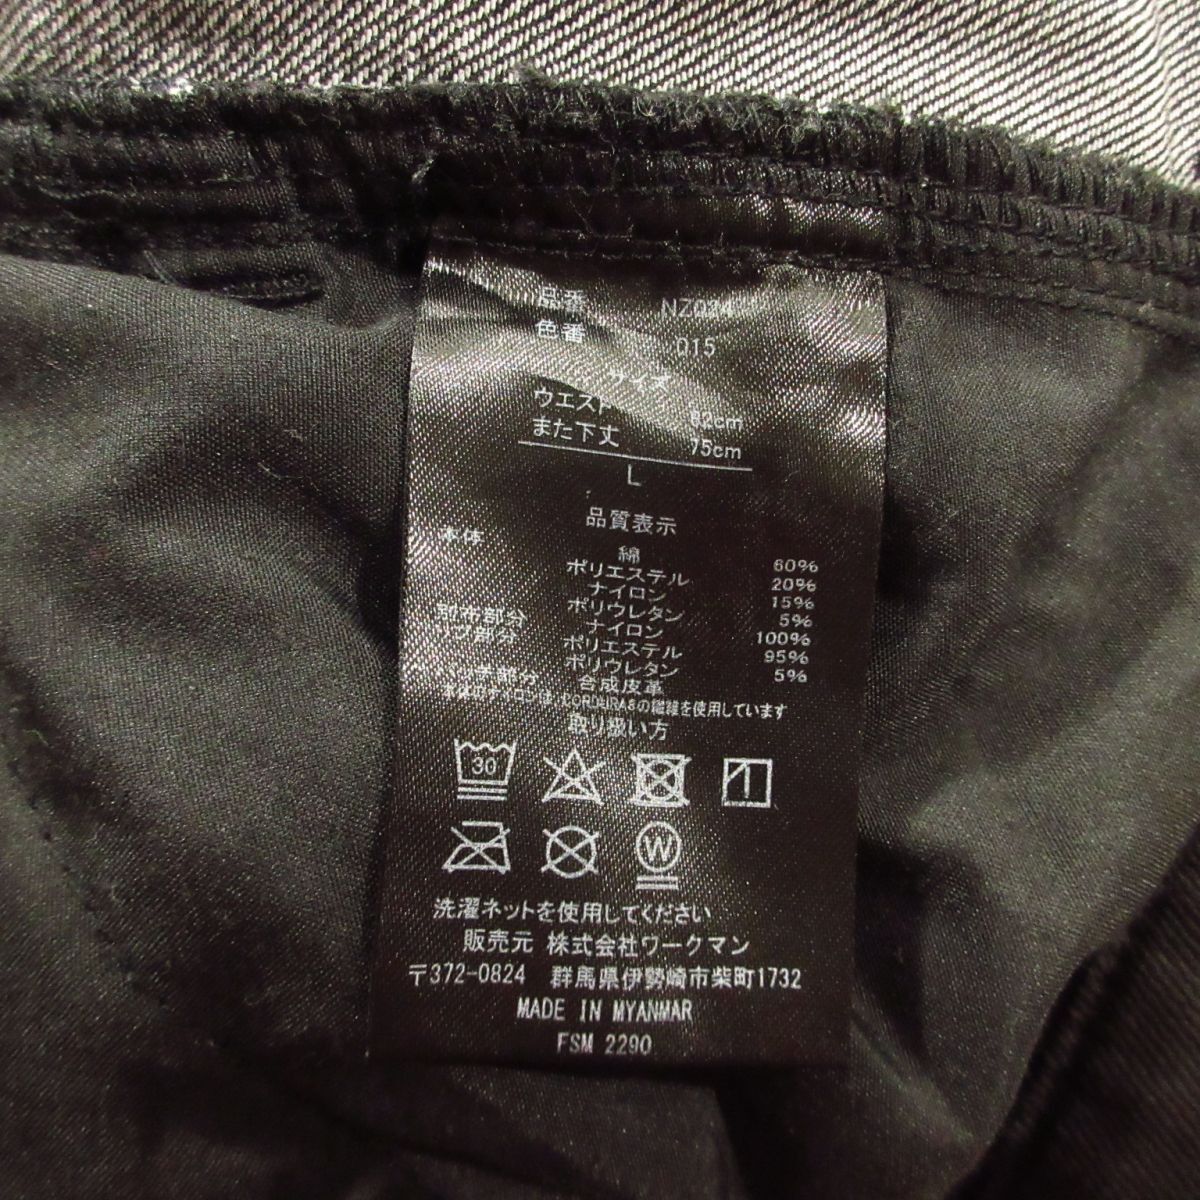 品番 NZ024
色番 015
サイズ
ウエスト 82cm
また下丈 75cm
L
品質表示
本体 綿 60%
ポリエステル 20%
ナイロン 15%
ポリウレタン 5%
別布部分 ナイロン 100%
リブ部分 ポリエステル 95%
ポリウレタン 5%
合成皮革
取り扱い方
30
W
洗濯ネットを使用してください
販売元 株式会社ワークマン
〒372-0824 群馬県伊勢崎市柴町1732
MADE IN MYANMAR
FSM 2290